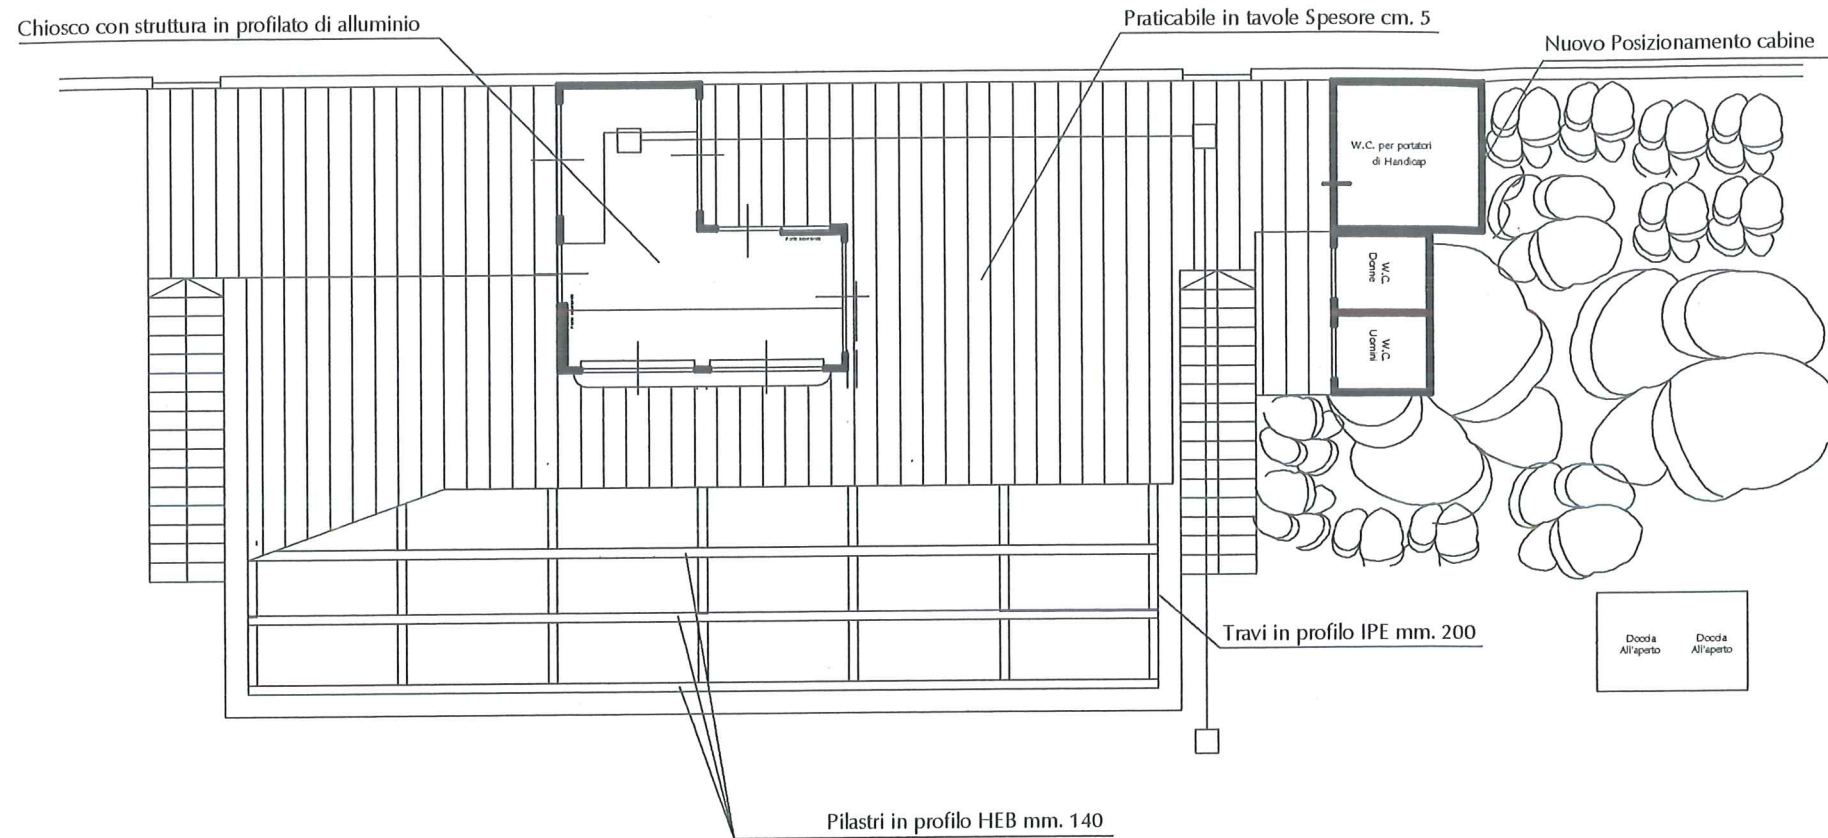 Chiosco con struttura in profilato di alluminio
Praticabile in tavole Spesore cm. 5
Nuovo Posizionamento cabine
W.C. per portatori
di Handicap
W.C.
Donne
W.C.
Uomini
Travi in profilo IPE mm. 200
Doccia
All'aperto
Doccia
All'aperto
Pilastri in profilo HEB mm. 140